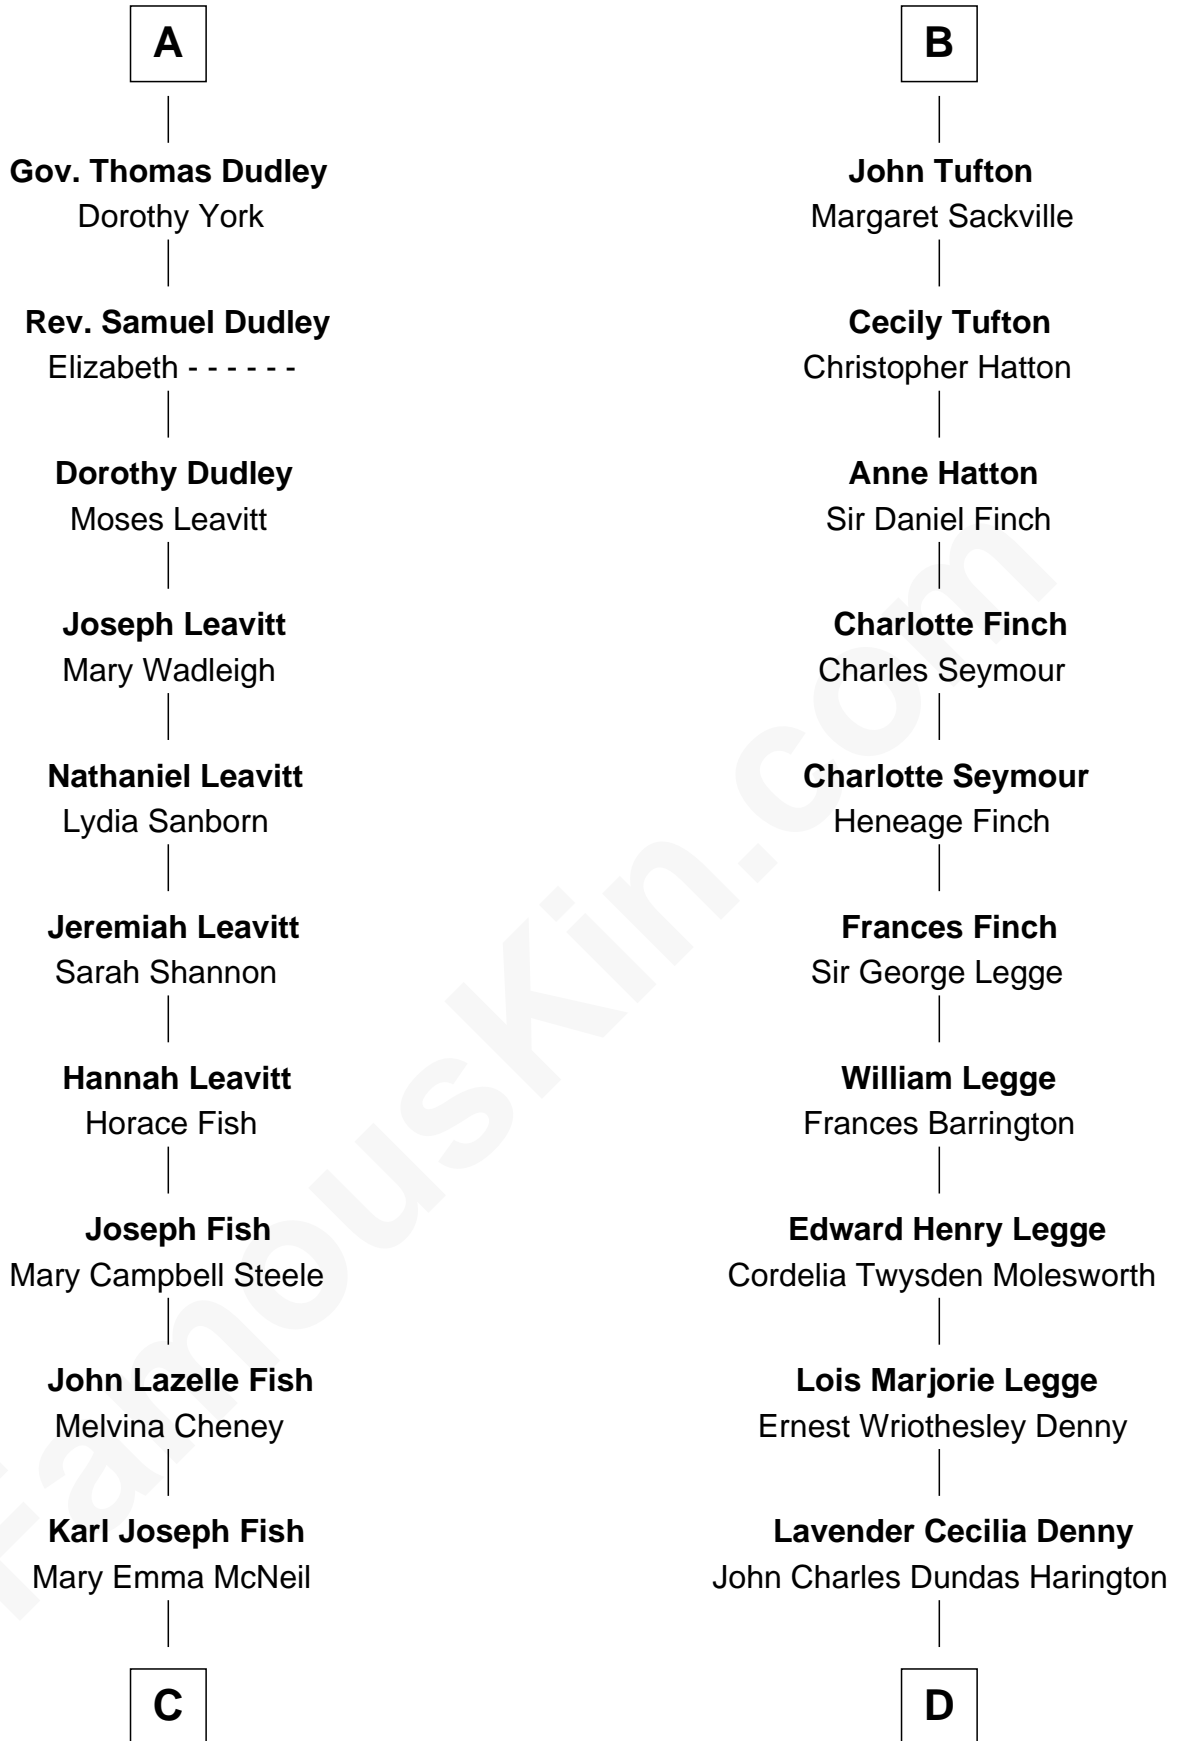 A
Gov. Thomas Dudley
Dorothy York
Rev. Samuel Dudley
Elizabeth - - - - - -
Dorothy Dudley
Moses Leavitt
Joseph Leavitt
Mary Wadleigh
Nathaniel Leavitt
Lydia Sanborn
Jeremiah Leavitt
Sarah Shannon
Hannah Leavitt
Horace Fish
Joseph Fish
Mary Campbell Steele
John Lazelle Fish
Melvina Cheney
Karl Joseph Fish
Mary Emma McNeil
C
B
John Tufton
Margaret Sackville
Cecily Tufton
Christopher Hatton
Anne Hatton
Sir Daniel Finch
Charlotte Finch
Charles Seymour
Charlotte Seymour
Heneage Finch
Frances Finch
Sir George Legge
William Legge
Frances Barrington
Edward Henry Legge
Cordelia Twysden Molesworth
Lois Marjorie Legge
Ernest Wriothesley Denny
Lavender Cecilia Denny
John Charles Dundas Harington
D
FamousKin.com